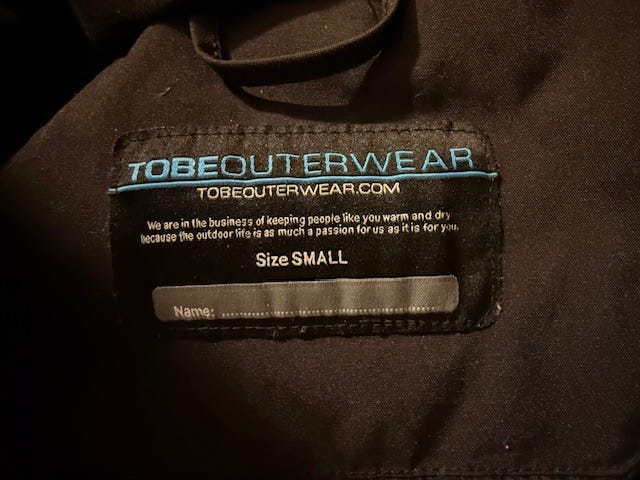 TOBEOUTERWEAR
TOBEOUTERWEAR.COM
We are in the business of keeping people like you warm and dry
because the outdoor life is as much a passion for us as it is for you.
Size SMALL
Name: ................................